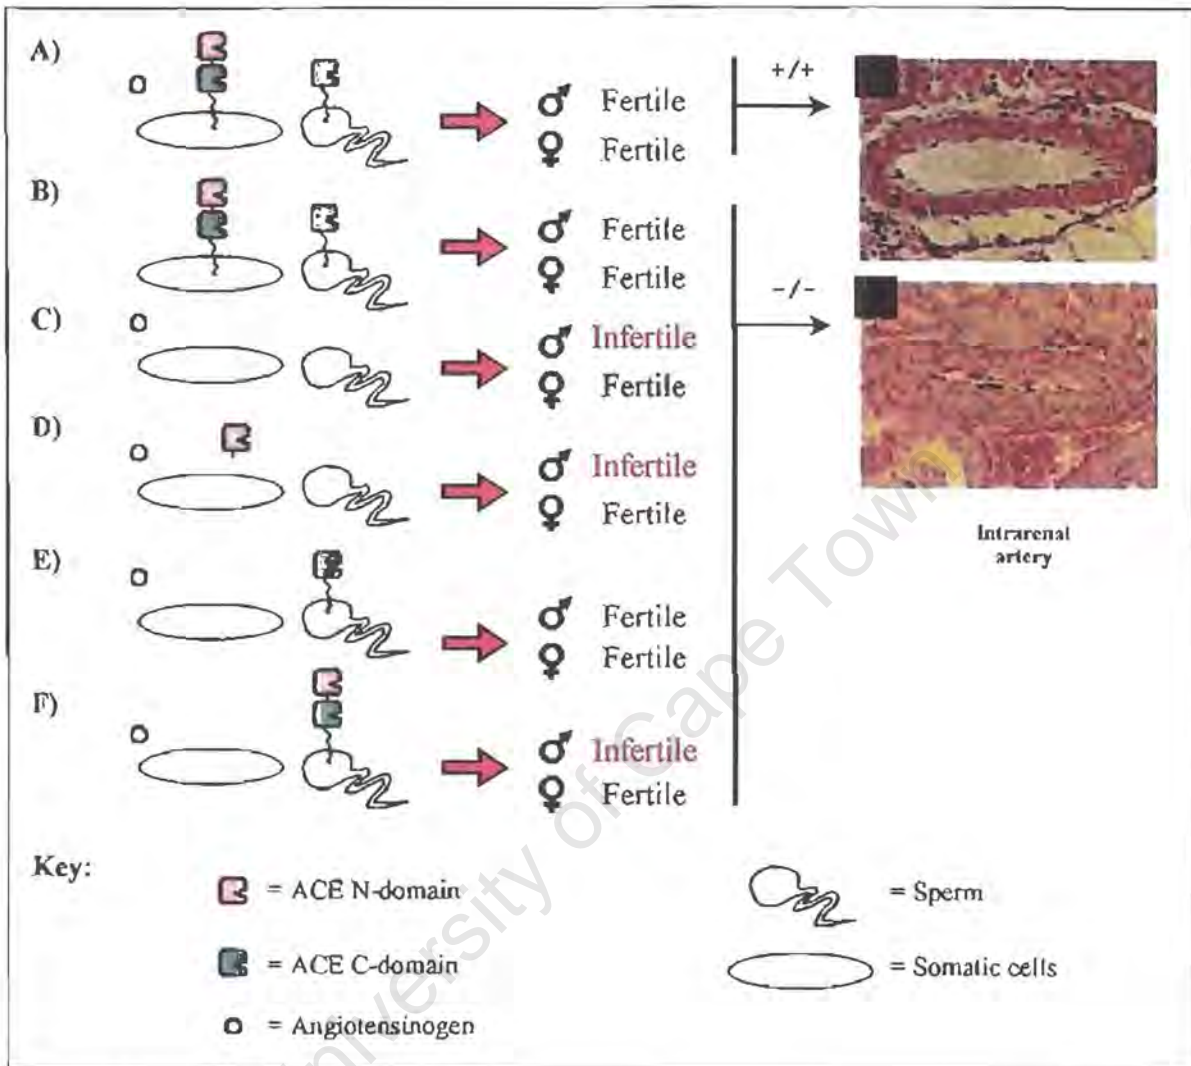 A)
Fertile
Fertile
+/+
B)
Fertile
Fertile
-/-
C)
Infertile
Fertile
D)
Infertile
Fertile
Intrarenal
artery
E)
Fertile
Fertile
F)
Infertile
Fertile
Key:
= ACE N-domain
= Sperm
= ACE C-domain
= Somatic cells
= Angiotensinogen
University of Cape Town